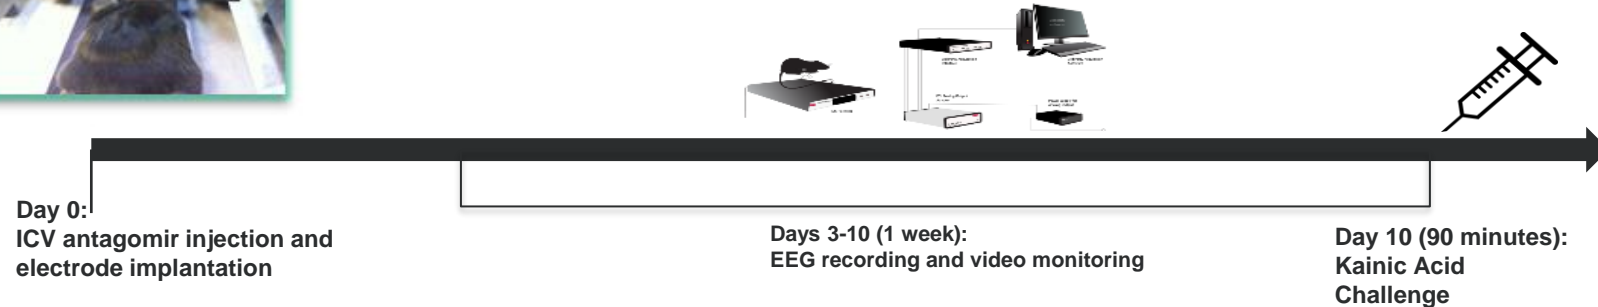 Day 0:
ICV antagomir injection and
electrode implantation
Days 3-10 (1 week):
EEG recording and video monitoring
Day 10 (90 minutes):
Kainic Acid
Challenge